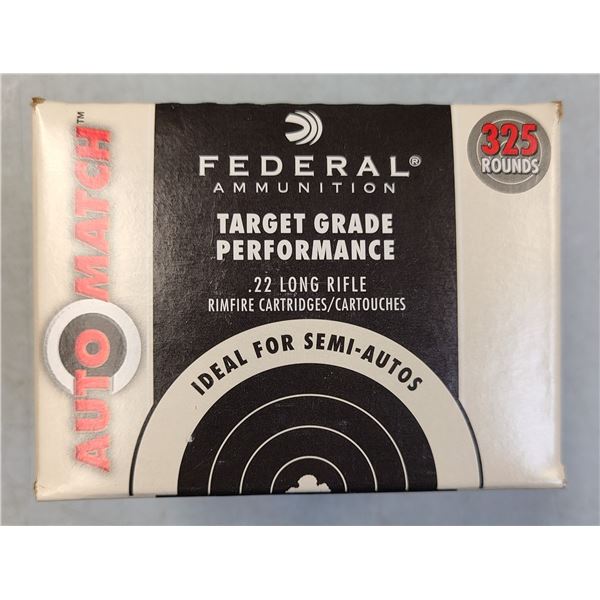 FEDERAL®
AMMUNITION
TARGET GRADE
PERFORMANCE
.22 LONG RIFLE
RIMFIRE CARTRIDGES/CARTOUCHES
IDEAL FOR SEMI-AUTOS
325
ROUNDS
AUTO MATCH™